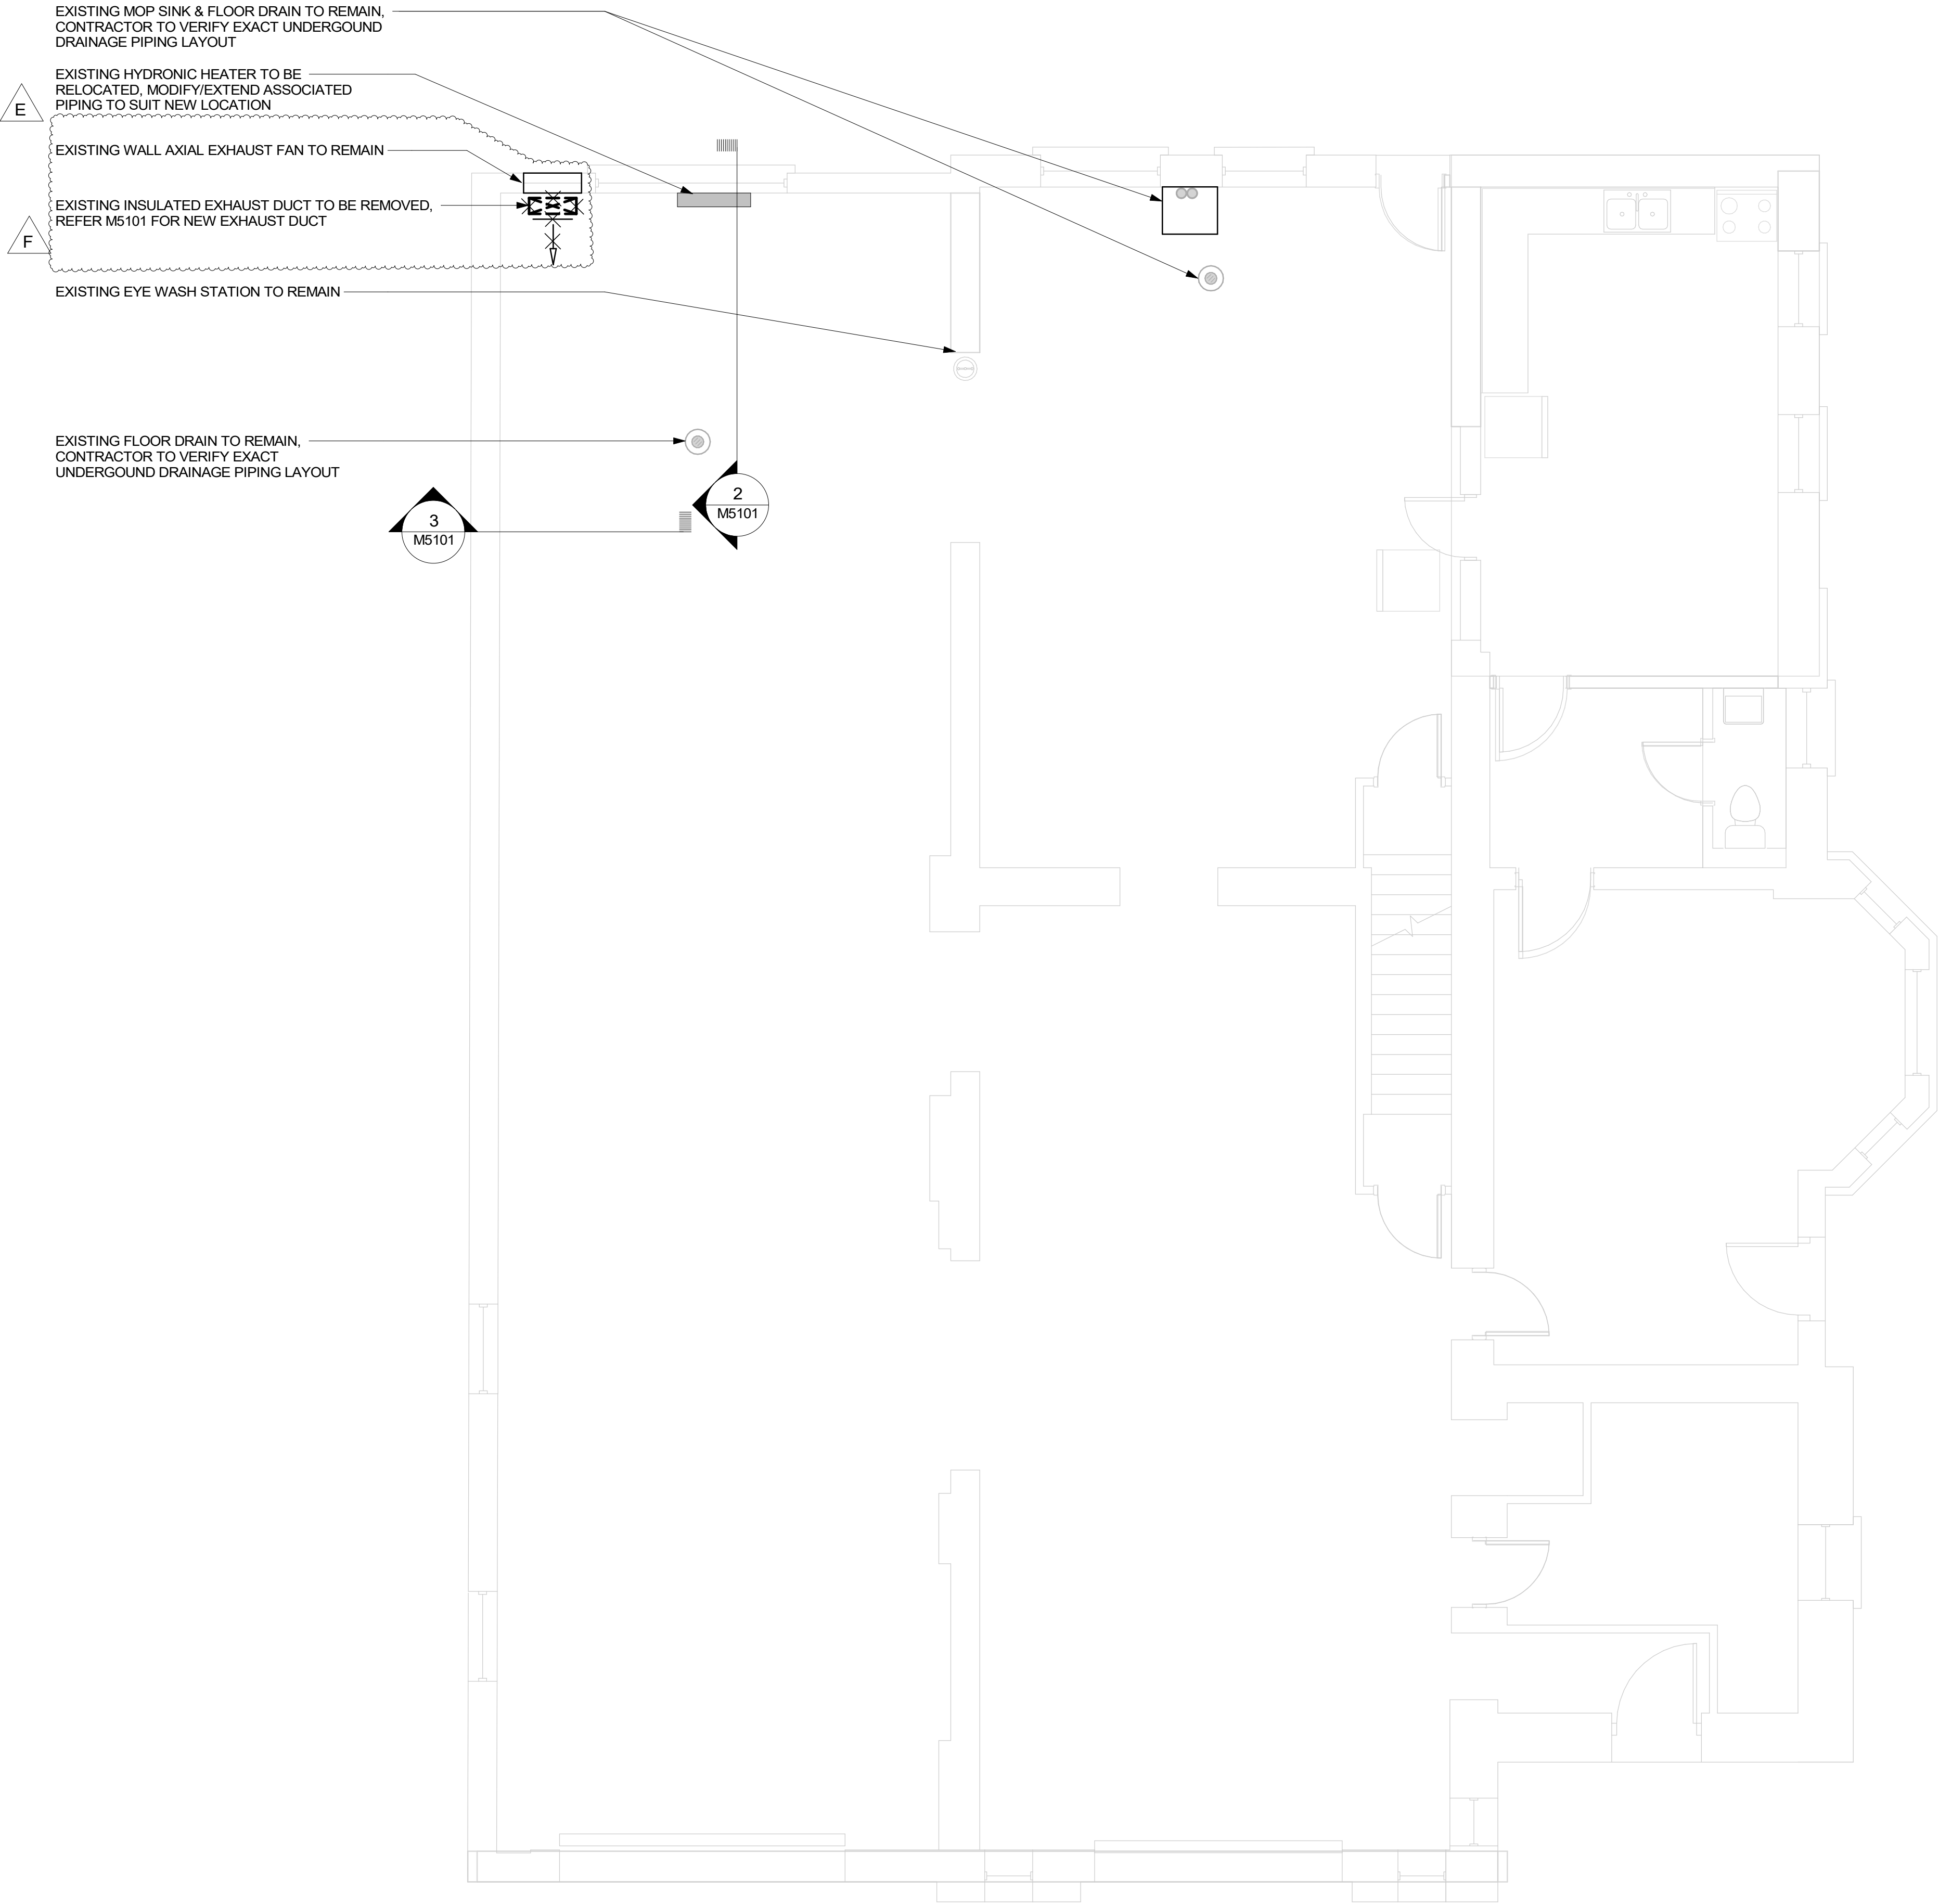 EXISTING MOP SINK & FLOOR DRAIN TO REMAIN,
CONTRACTOR TO VERIFY EXACT UNDERGOUND
DRAINAGE PIPING LAYOUT
EXISTING HYDRONIC HEATER TO BE
RELOCATED, MODIFY/EXTEND ASSOCIATED
PIPING TO SUIT NEW LOCATION
E
EXISTING WALL AXIAL EXHAUST FAN TO REMAIN
EXISTING INSULATED EXHAUST DUCT TO BE REMOVED,
REFER M5101 FOR NEW EXHAUST DUCT
F
EXISTING EYE WASH STATION TO REMAIN
EXISTING FLOOR DRAIN TO REMAIN,
CONTRACTOR TO VERIFY EXACT
UNDERGOUND DRAINAGE PIPING LAYOUT
2
M5101
3
M5101